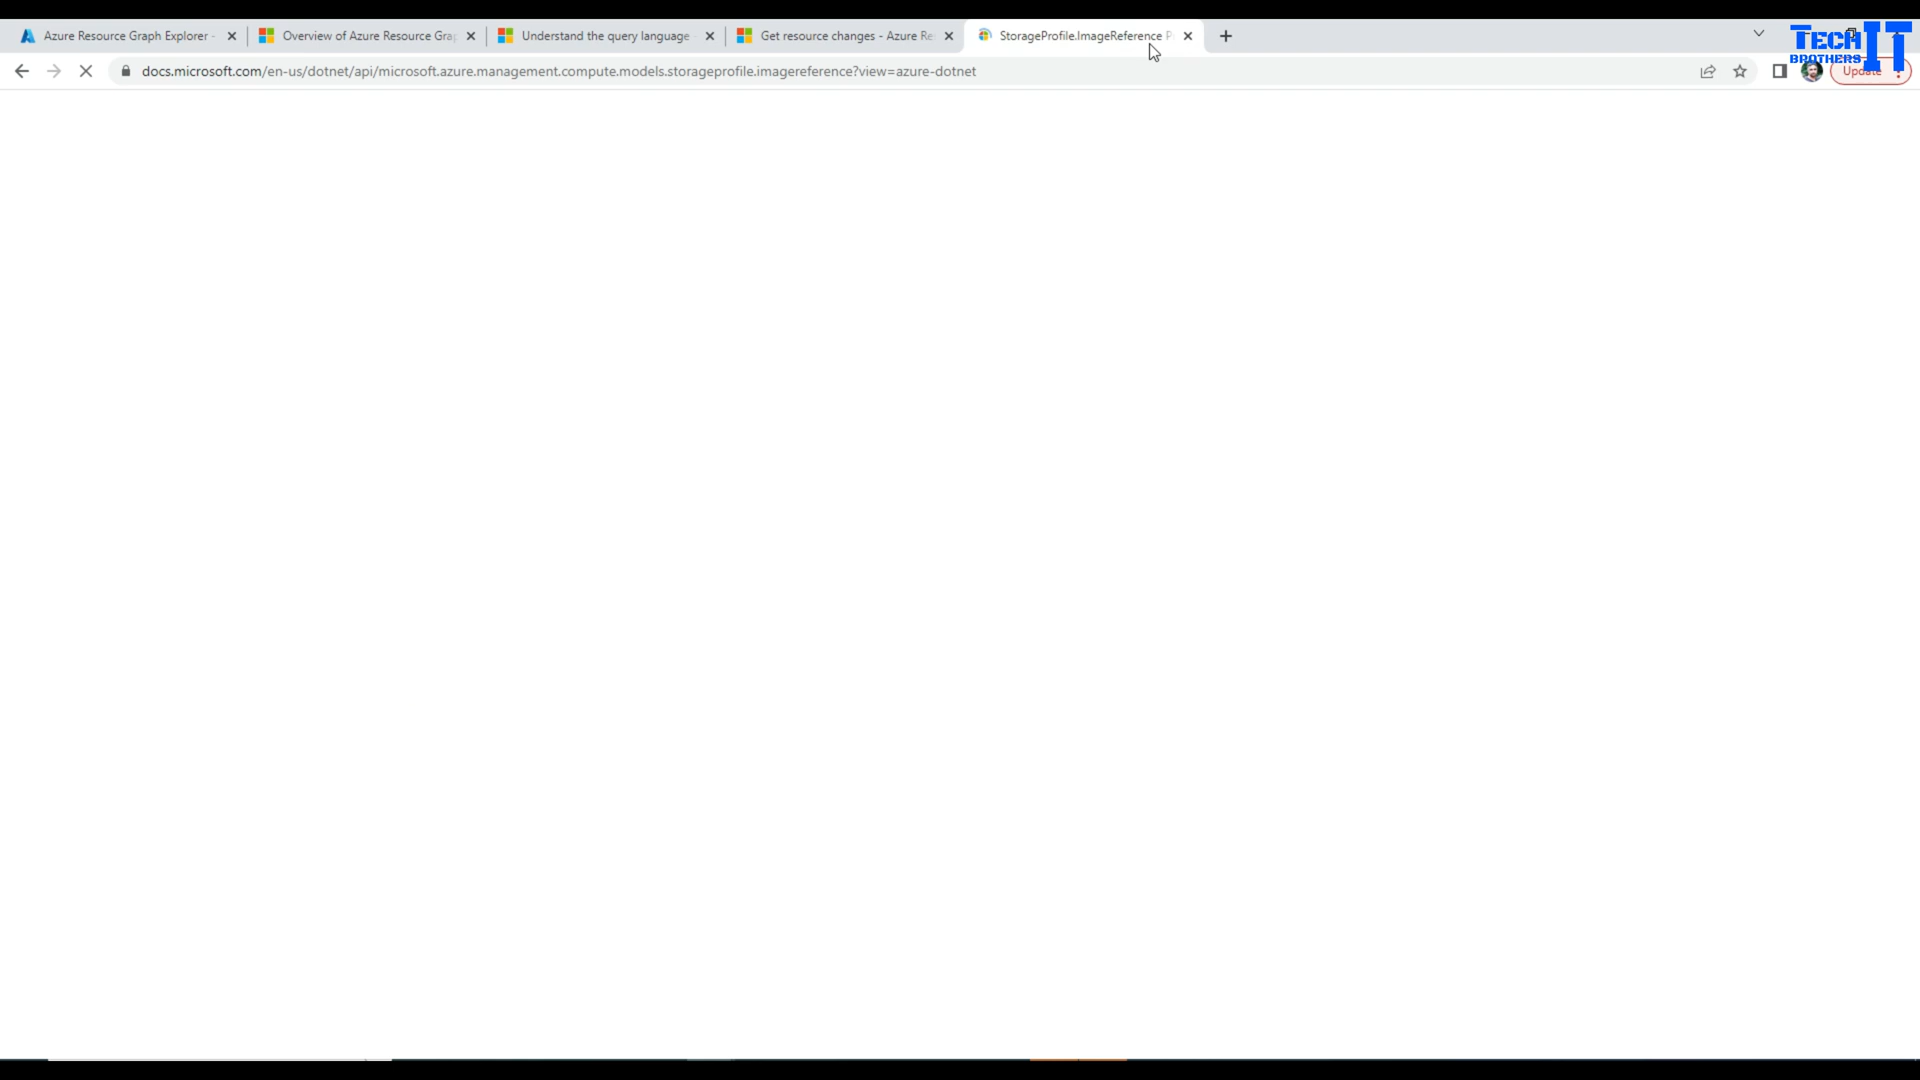 Azure Resource Graph Explorer -
Overview of Azure Resource Gra
Understand the query language
Get resource changes - Azure Re
StorageProfile.ImageReference P
docs.microsoft.com/en-us/dotnet/api/microsoft.azure.management.compute.models.storageprofile.imagereference?view=azure-dotnet
Update
TECH
BROTHERS
IT